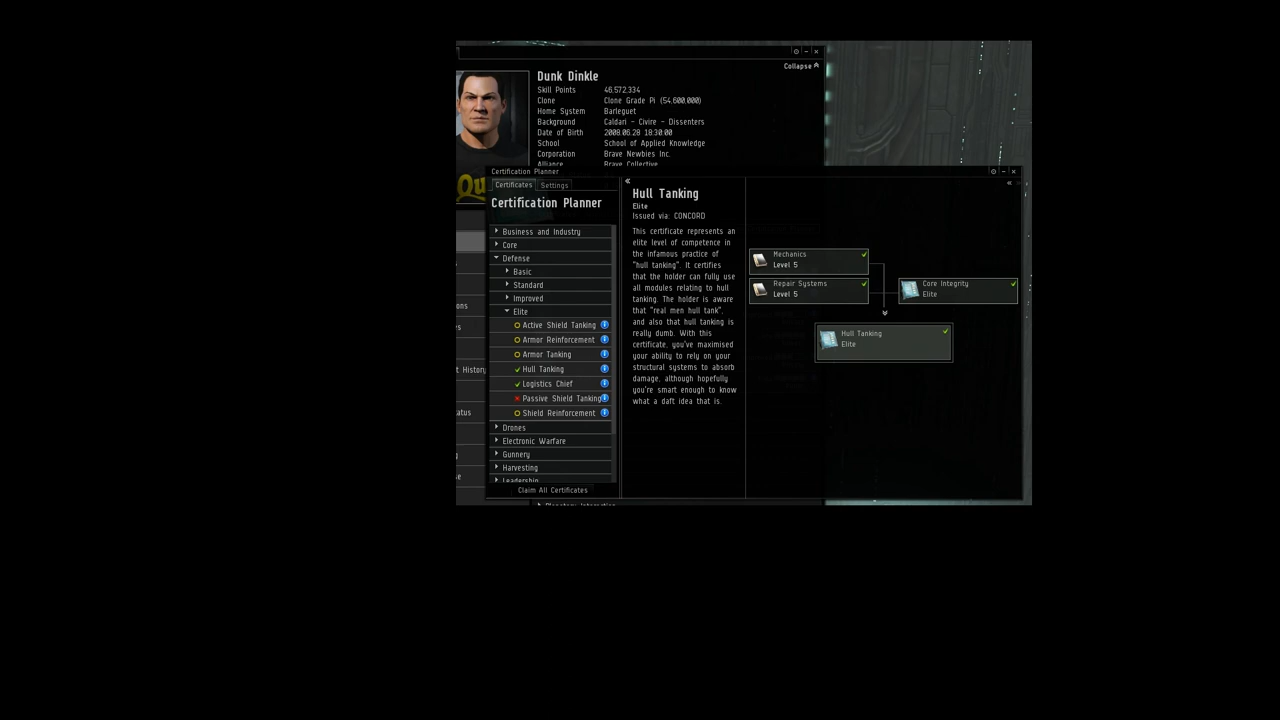 Collapse
Dunk Dinkle
Skill Points 46,572,334
Clone Clone Grade Pi (54,600,000)
Home System Barleguet
Background Caldari - Civire - Dissenters
Date of Birth 2008.06.28 18:30:00
School School of Applied Knowledge
Corporation Brave Newbies Inc.
Alliance Brave Collective
Qu
Certification Planner
Certificates Settings
Certification Planner
Business and Industry
Core
Defense
Basic
Standard
Improved
Elite
Active Shield Tanking
Armor Reinforcement
Armor Tanking
Hull Tanking
Logistics Chief
Passive Shield Tanking
Shield Reinforcement
Drones
Electronic Warfare
Gunnery
Harvesting
Leadership
Claim All Certificates
Hull Tanking
Elite
Issued via: CONCORD
This certificate represents an
elite level of competence in
the infamous practice of
"hull tanking". It certifies
that the holder can fully use
all modules relating to hull
tanking. The holder is aware
that "real men hull tank",
and also that hull tanking is
really dumb. With this
certificate, you've maximised
your ability to rely on your
structural systems to absorb
damage, although hopefully
you're smart enough to know
what a daft idea that is.
Mechanics
Level 5
Repair Systems
Level 5
Core Integrity
Elite
Hull Tanking
Elite
ions
es
t History
tatus
se
Planetary Interaction